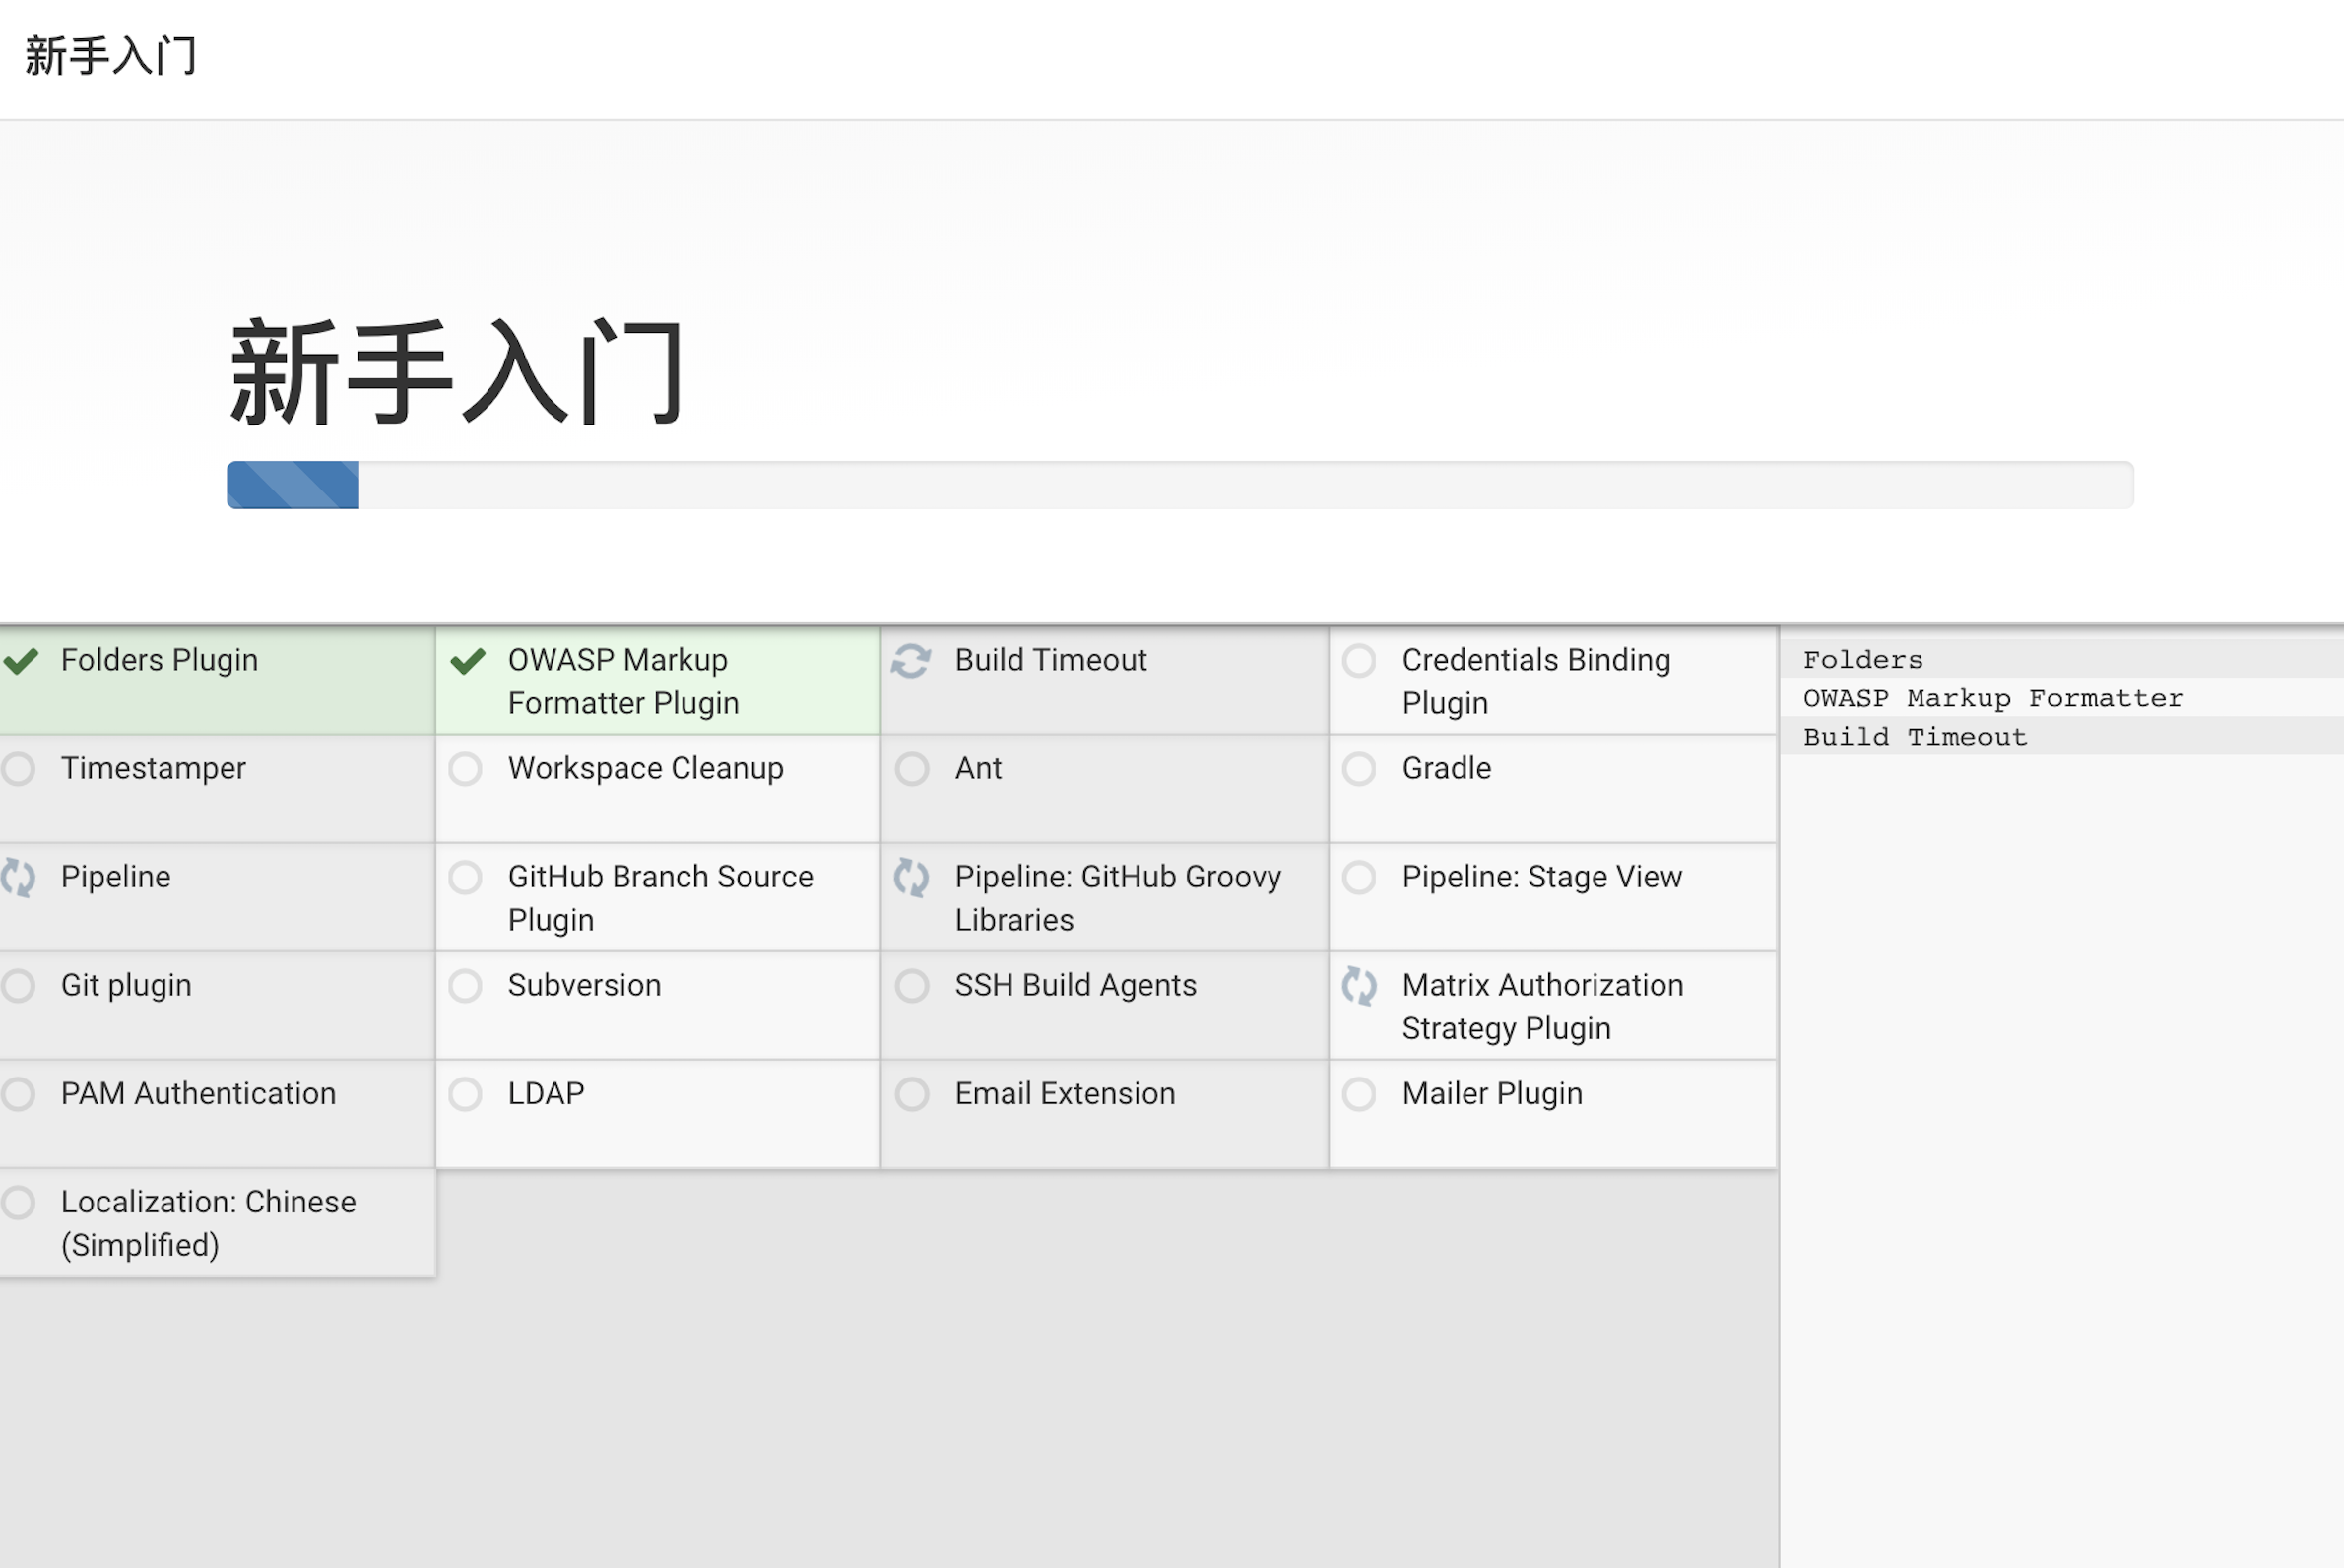 新手入门
新手入门
Folders Plugin
OWASP Markup
Formatter Plugin
Build Timeout
Credentials Binding
Plugin
Timestamper
Workspace Cleanup
Ant
Gradle
Pipeline
GitHub Branch Source
Plugin
Pipeline: GitHub Groovy
Libraries
Pipeline: Stage View
Git plugin
Subversion
SSH Build Agents
Matrix Authorization
Strategy Plugin
PAM Authentication
LDAP
Email Extension
Mailer Plugin
Localization: Chinese
(Simplified)
Folders
OWASP Markup Formatter
Build Timeout